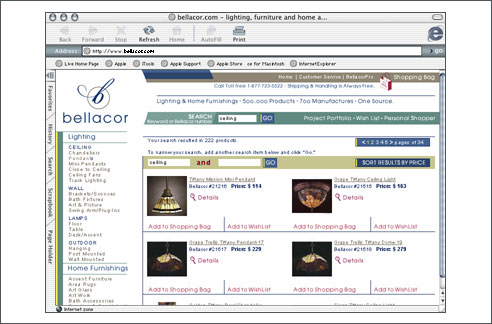 bellacor.com - lighting, furniture and home a...
Back Forward Stop Refresh Home AutoFill Print
Address: http://www.bellacor.com go
Live Home Page Apple iTools Apple Support Apple Store ce for Macintosh InternetExplorer
Favorites
History
Search
Scrapbook
Page Holder
b
bellacor
Home | Customer Service | BellacorPro Shopping Bag
Call Toll free 1-877-723-5522 - Shipping & Handling is Always Free.
Lighting & Home Furnishings - 500,000 Products - 700 Manufactures - One Source.
SEARCH
Keyword or Bellacor number
ceiling GO
Project Portfolio • Wish List • Personal Shopper
Lighting
CEILING
Chandeliers
Pendants
Mini Pendants
Close to Ceiling
Ceiling Fans
Track Lighting
WALL
Brackets/Sconces
Bath Fixtures
Art & Picture
Swing Arm/Plug-Ins
LAMPS
Floor
Table
Desk/Accent
OUTDOOR
Hanging
Post Mounted
Wall Mounted
Home Furnishings
Accent Furniture
Area Rugs
Art Glass
Art Work
Bath Accessories
Your search resulted in 222 products.
< 1 2 3 4 5 > pages of 34
To narrow your search, add another search item below and click "Go."
ceiling and GO
SORT RESULTS BY PRICE
Tiffany Mission Mini Pendant
Bellacor #21216 Price: $ 114
Details
Add to Shopping Bag Add to WishList
Grape Tiffany Ceiling Light
Bellacor #21515 Price: $ 163
Details
Add to Shopping Bag Add to WishList
Grape Trellis Tiffany Pendant 17
Bellacor #21517 Price: $ 279
Details
Add to Shopping Bag Add to WishList
Grape Trellis Tiffany Dome 19
Bellacor #21518 Price: $ 279
Details
Add to Shopping Bag Add to WishList
Internet zone